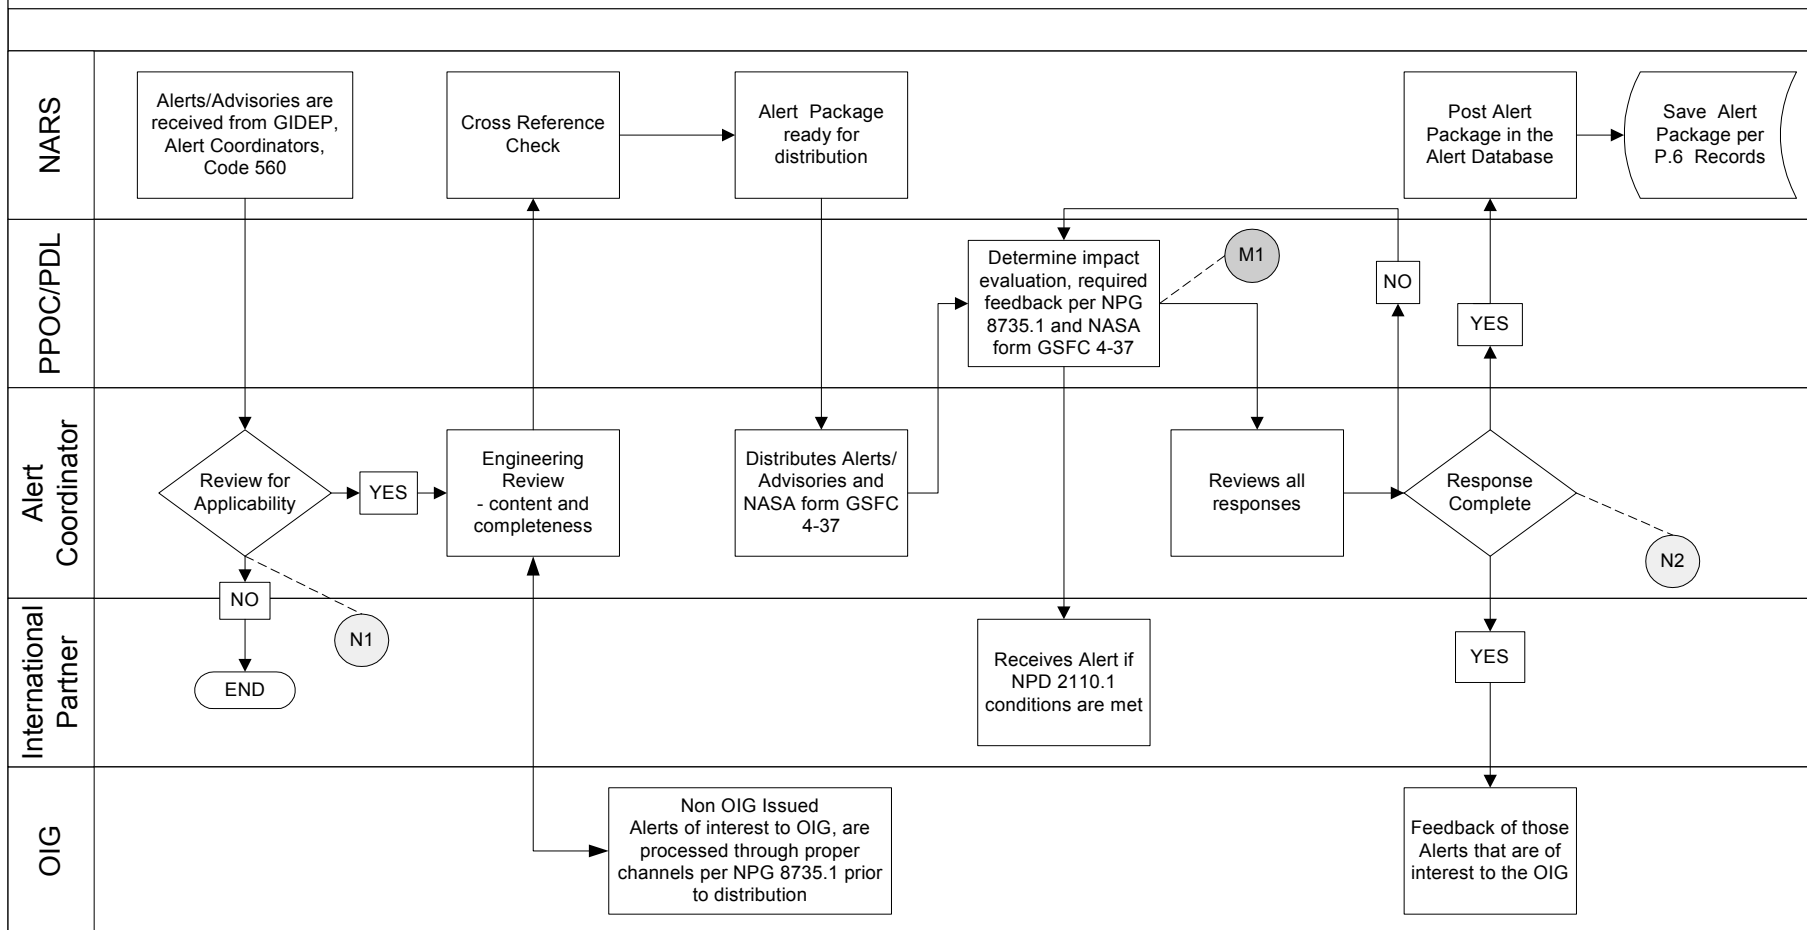 NARS
Alerts/Advisories are
received from GIDEP,
Alert Coordinators,
Code 560
Cross Reference
Check
Alert Package
ready for
distribution
Post Alert
Package in the
Alert Database
Save Alert
Package per
P.6 Records
PPOC/PDL
Determine impact
evaluation, required
feedback per NPG
8735.1 and NASA
form GSFC 4-37
M1
NO
YES
Alert
Coordinator
Review for
Applicability
YES
Engineering
Review
- content and
completeness
Distributes Alerts/
Advisories and
NASA form GSFC
4-37
Reviews all
responses
Response
Complete
N2
NO
N1
International
Partner
END
Receives Alert if
NPD 2110.1
conditions are met
YES
OIG
Non OIG Issued
Alerts of interest to OIG, are
processed through proper
channels per NPG 8735.1 prior
to distribution
Feedback of those
Alerts that are of
interest to the OIG